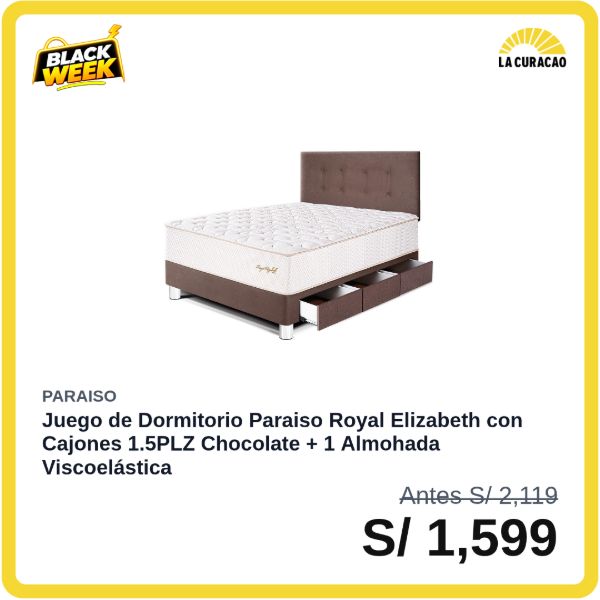 BLACK
WEEK
LA CURACAO
PARAISO
Juego de Dormitorio Paraiso Royal Elizabeth con
Cajones 1.5PLZ Chocolate + 1 Almohada
Viscoelástica
Antes S/ 2,119
S/ 1,599